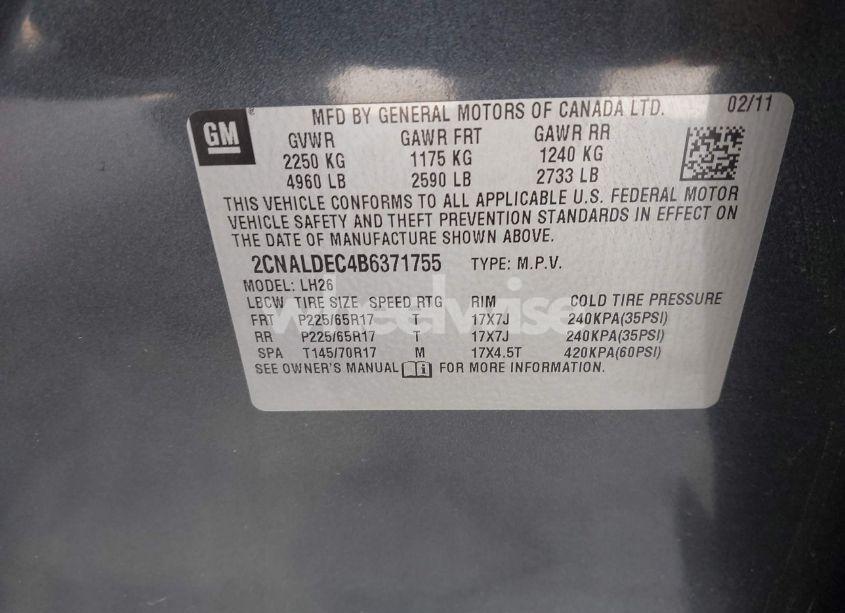 GM
MFD BY GENERAL MOTORS OF CANADA LTD. 02/11
GVWR GAWR FRT GAWR RR
2250 KG 1175 KG 1240 KG
4960 LB 2590 LB 2733 LB
THIS VEHICLE CONFORMS TO ALL APPLICABLE U.S. FEDERAL MOTOR
VEHICLE SAFETY AND THEFT PREVENTION STANDARDS IN EFFECT ON
THE DATE OF MANUFACTURE SHOWN ABOVE.
2CNALDEC4B6371755 TYPE: M.P.V.
MODEL: LH26
LBCW TIRE SIZE SPEED RTG RIM COLD TIRE PRESSURE
FRT P225/65R17 T 17X7J 240KPA(35PSI)
RR P225/65R17 T 17X7J 240KPA(35PSI)
SPA T145/70R17 M 17X4.5T 420KPA(60PSI)
SEE OWNER'S MANUAL i FOR MORE INFORMATION.
wheelwise